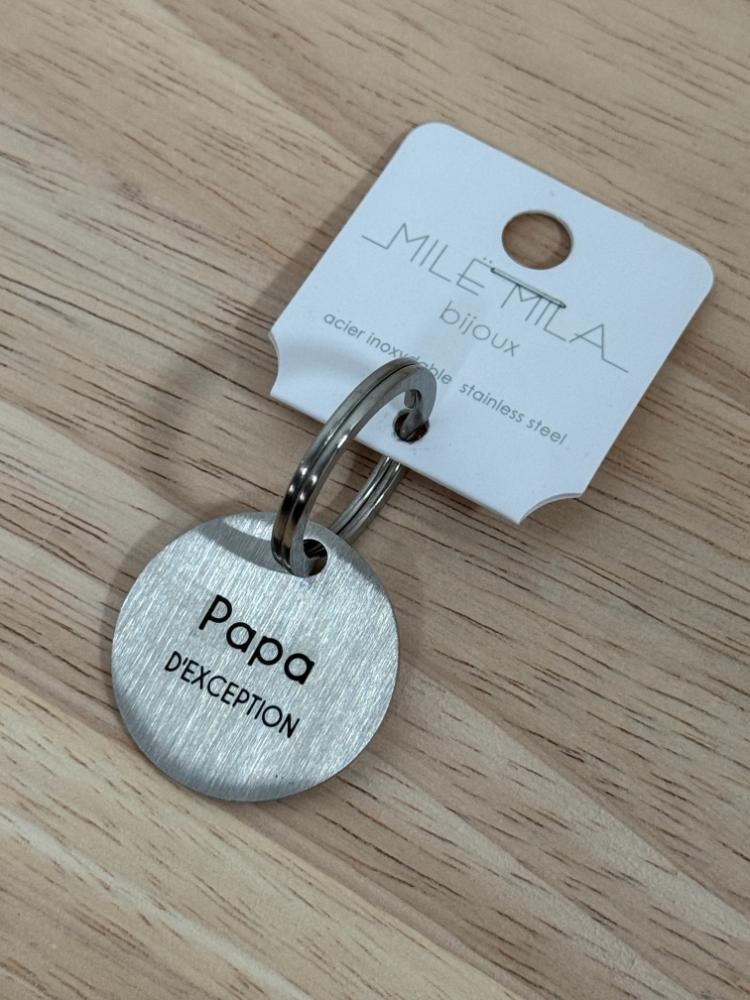 MILË MILA
bijoux
acier inoxydable stainless steel
Papa
D'EXCEPTION